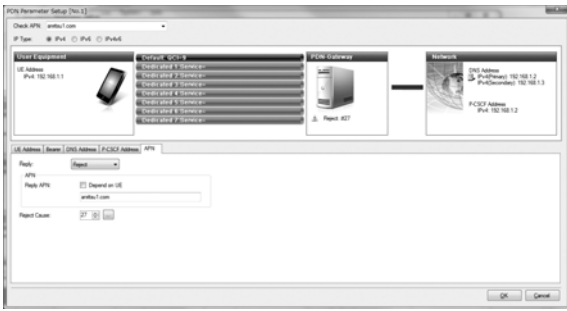 PDN Parameter Setup [No.1]
Check APN: anritsu1.com
IP Type: IPv4 IPv6 IPv4v6
User Equipment
UE Address
IPv4: 192.168.1.1
Default: QCI=9
Dedicated 1:Service=
Dedicated 2:Service=
Dedicated 3:Service=
Dedicated 4:Service=
Dedicated 5:Service=
Dedicated 6:Service=
Dedicated 7:Service=
PDN-Gateway
Reject #27
Network
DNS Address
IPv4(Primary): 192.168.1.2
IPv4(Secondary): 192.168.1.3
P-CSCF Address
IPv4: 192.168.1.2
UE Address Bearer DNS Address P-CSCF Address APN
Reply: Reject
APN
Reply APN: Depend on UE
anritsu1.com
Reject Cause: 27 ...
OK Cancel